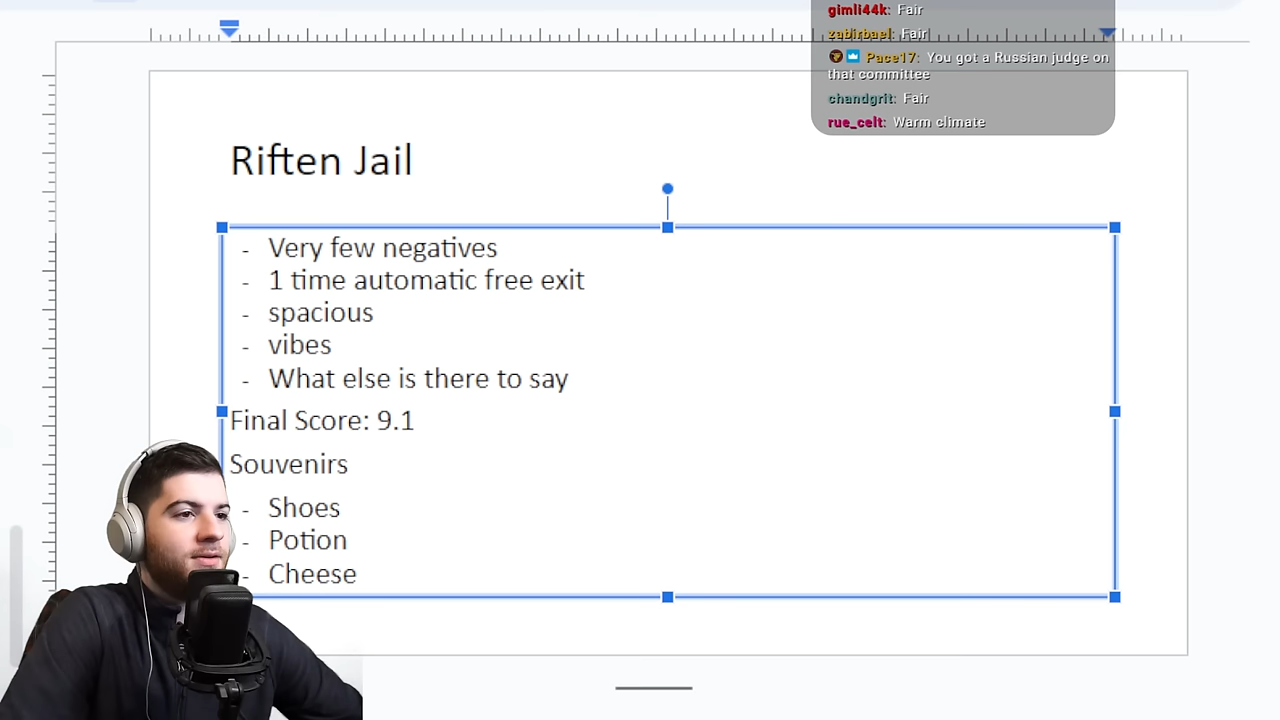 gimli44k: Fair
zabirbael: Fair
Pace17: You got a Russian judge on
that committee
chandgrit: Fair
rue_celt: Warm climate
Riften Jail
- Very few negatives
- 1 time automatic free exit
- spacious
- vibes
- What else is there to say
Final Score: 9.1
Souvenirs
- Shoes
- Potion
- Cheese